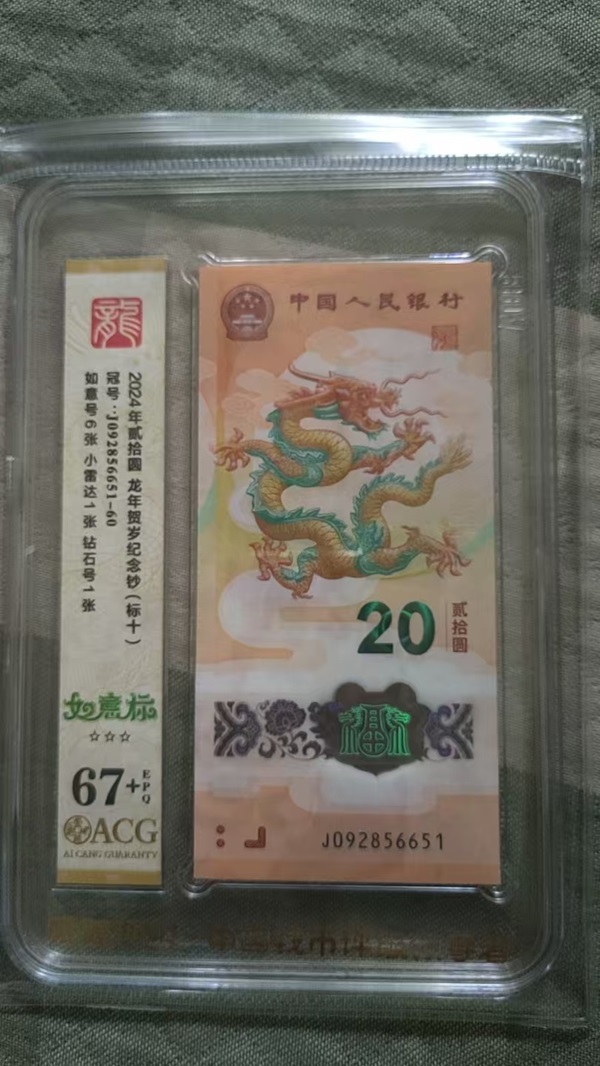 龍
2024年贰拾圆 龙年贺岁纪念钞(标十)
冠号:J092856651-60
如意号6张 小雷达1张 钻石号1张
如意标
☆☆☆
67+
EPQ
ACG
AI CANG GUARANTY
中国人民银行
20
贰拾圆
J092856651